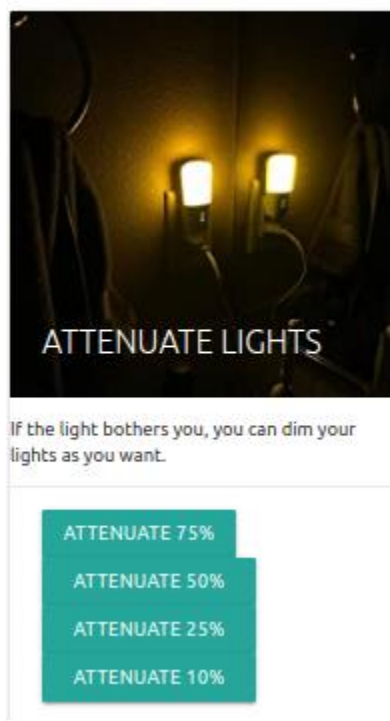 ATTENUATE LIGHTS
If the light bothers you, you can dim your
lights as you want.
ATTENUATE 75%
ATTENUATE 50%
ATTENUATE 25%
ATTENUATE 10%